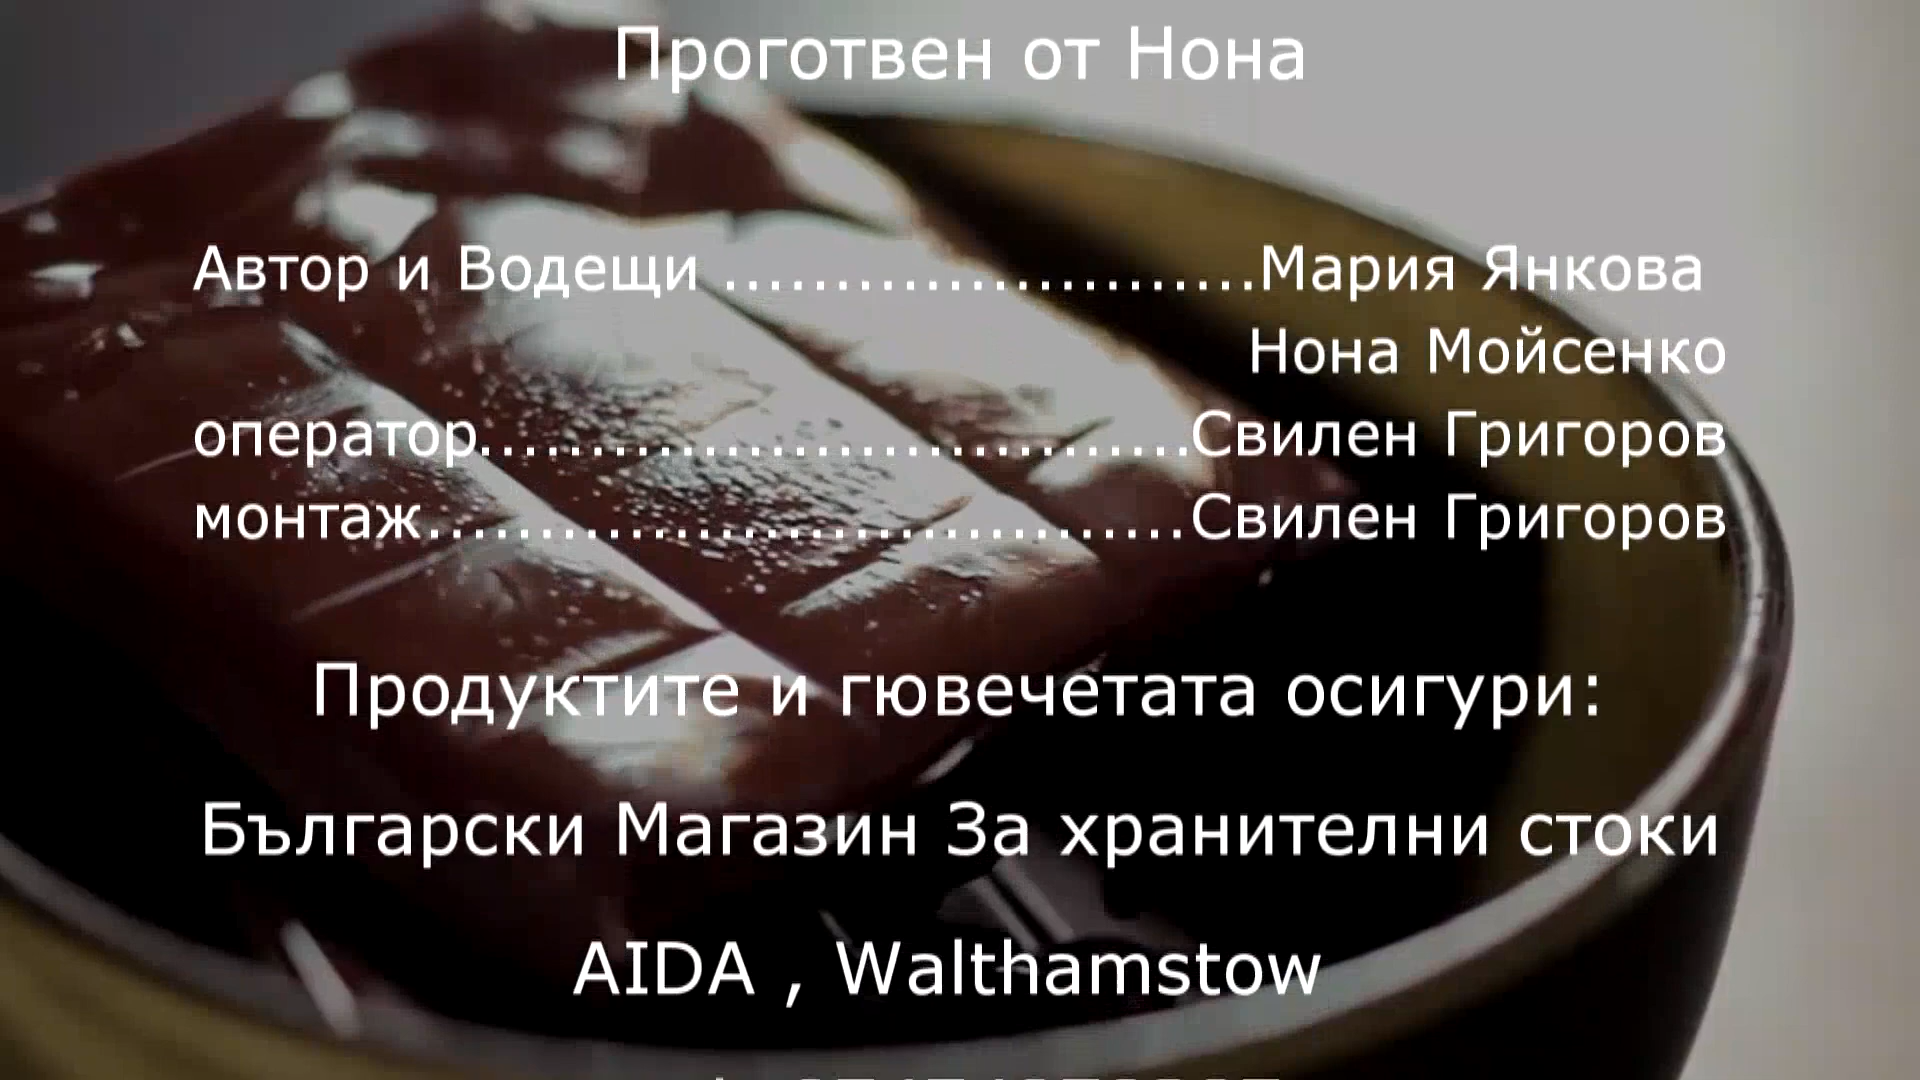 Проготвен от Нона
Автор и Водещи ........................Мария Янкова
Нона Мойсенко
оператор................................Свилен Григоров
монтаж..................................Свилен Григоров
Продуктите и гювечетата осигури:
Български Магазин За хранителни стоки
AIDA , Walthamstow